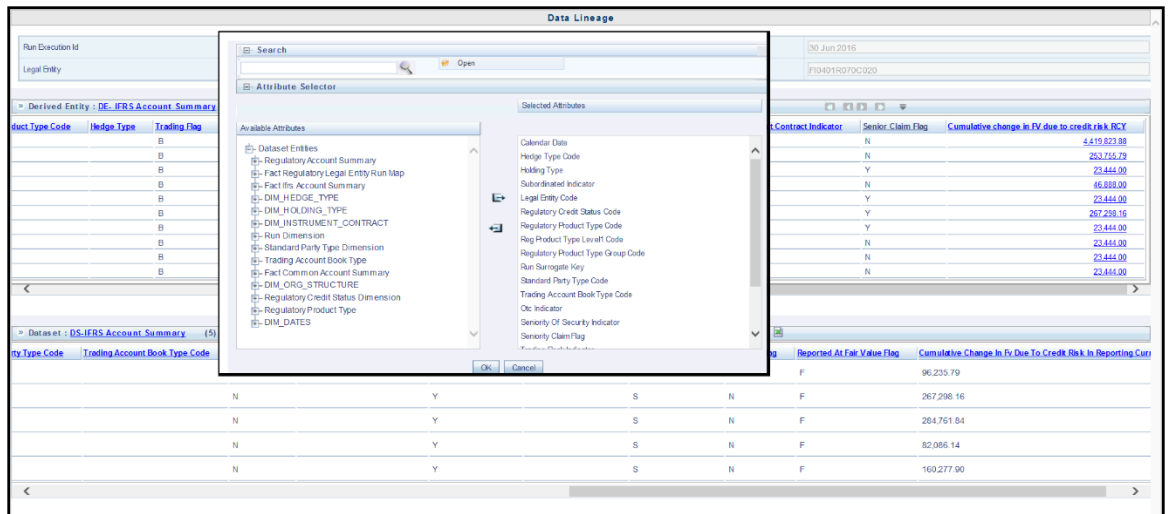 Data Lineage
Run Execution Id
30 Jun 2016
Legal Entity
FI0401R070C020
Search
Open
Attribute Selector
Selected Attributes
Available Attributes
Dataset Entities
Regulatory Account Summary
Fact Regulatory Legal Entity Run Map
Fact Ifrs Account Summary
DIM_HEDGE_TYPE
DIM_HOLDING_TYPE
DIM_INSTRUMENT_CONTRACT
Run Dimension
Standard Party Type Dimension
Trading Account Book Type
Fact Common Account Summary
DIM_ORG_STRUCTURE
Regulatory Credit Status Dimension
Regulatory Product Type
DIM_DATES
Calendar Date
Hedge Type Code
Holding Type
Subordinated Indicator
Legal Entity Code
Regulatory Credit Status Code
Regulatory Product Type Code
Reg Product Type Level1 Code
Regulatory Product Type Group Code
Run Surrogate Key
Standard Party Type Code
Trading Account Book Type Code
Otc Indicator
Seniority Of Security Indicator
Seniority Claim Flag
OK Cancel
Derived Entity : DE- IFRS Account Summary
duct Type Code Hedge Type Trading Flag t Contract Indicator Senior Claim Flag Cumulative change in FV due to credit risk RCY
B N 4,419,823.88
B N 253,755.79
B Y 23,444.00
B N 46,888.00
B Y 23,444.00
B Y 267,298.16
B Y 23,444.00
B N 23,444.00
B N 23,444.00
B N 23,444.00
Dataset : DS-IFRS Account Summary (5)
rty Type Code Trading Account Book Type Code ng Reported At Fair Value Flag Cumulative Change In Fv Due To Credit Risk In Reporting Curr
F 96,235.79
N Y S N F 267,298.16
N Y S N F 284,761.84
N Y S N F 82,086.14
N Y S N F 160,277.90